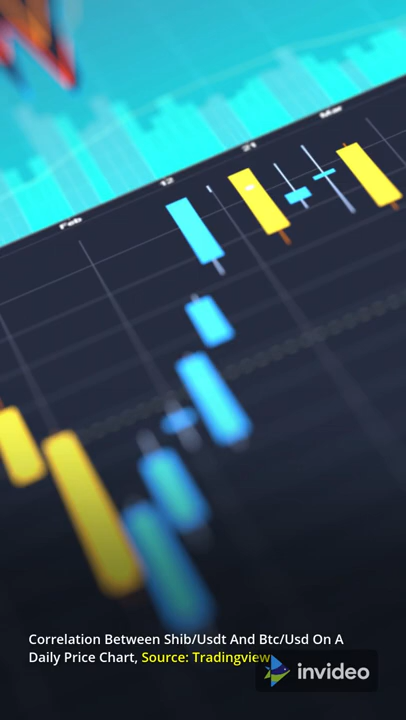 Feb
12
21
Mar
Correlation Between Shib/Usdt And Btc/Usd On A
Daily Price Chart, Source: Tradingview
invideo